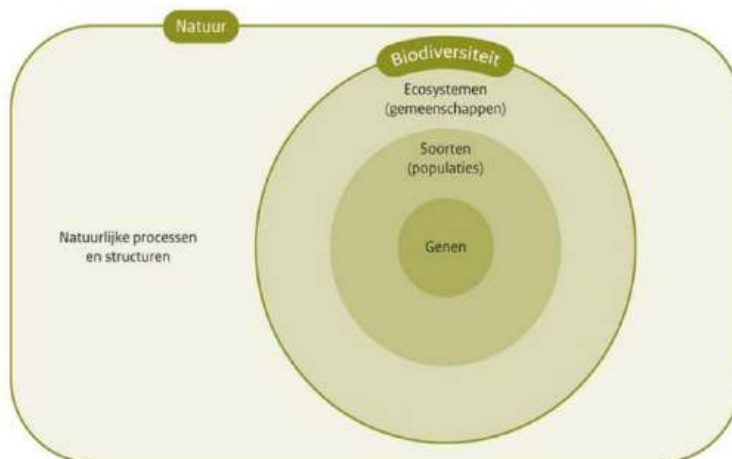 Natuur
Biodiversiteit
Ecosystemen
(gemeenschappen)
Soorten
(populaties)
Natuurlijke processen
en structuren
Genen